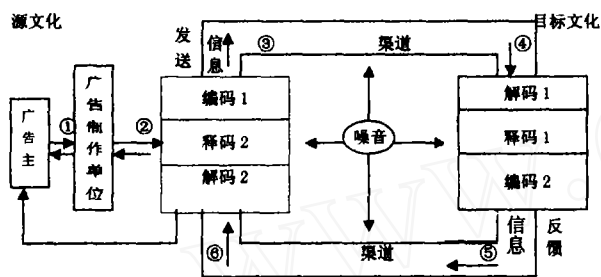 源文化
目标文化
发送
信息
③
渠道
④
广告主
①
广告制作单位
②
编码1
释码2
解码2
噪音
解码1
释码1
编码2
⑥
渠道
⑤
信息
反馈